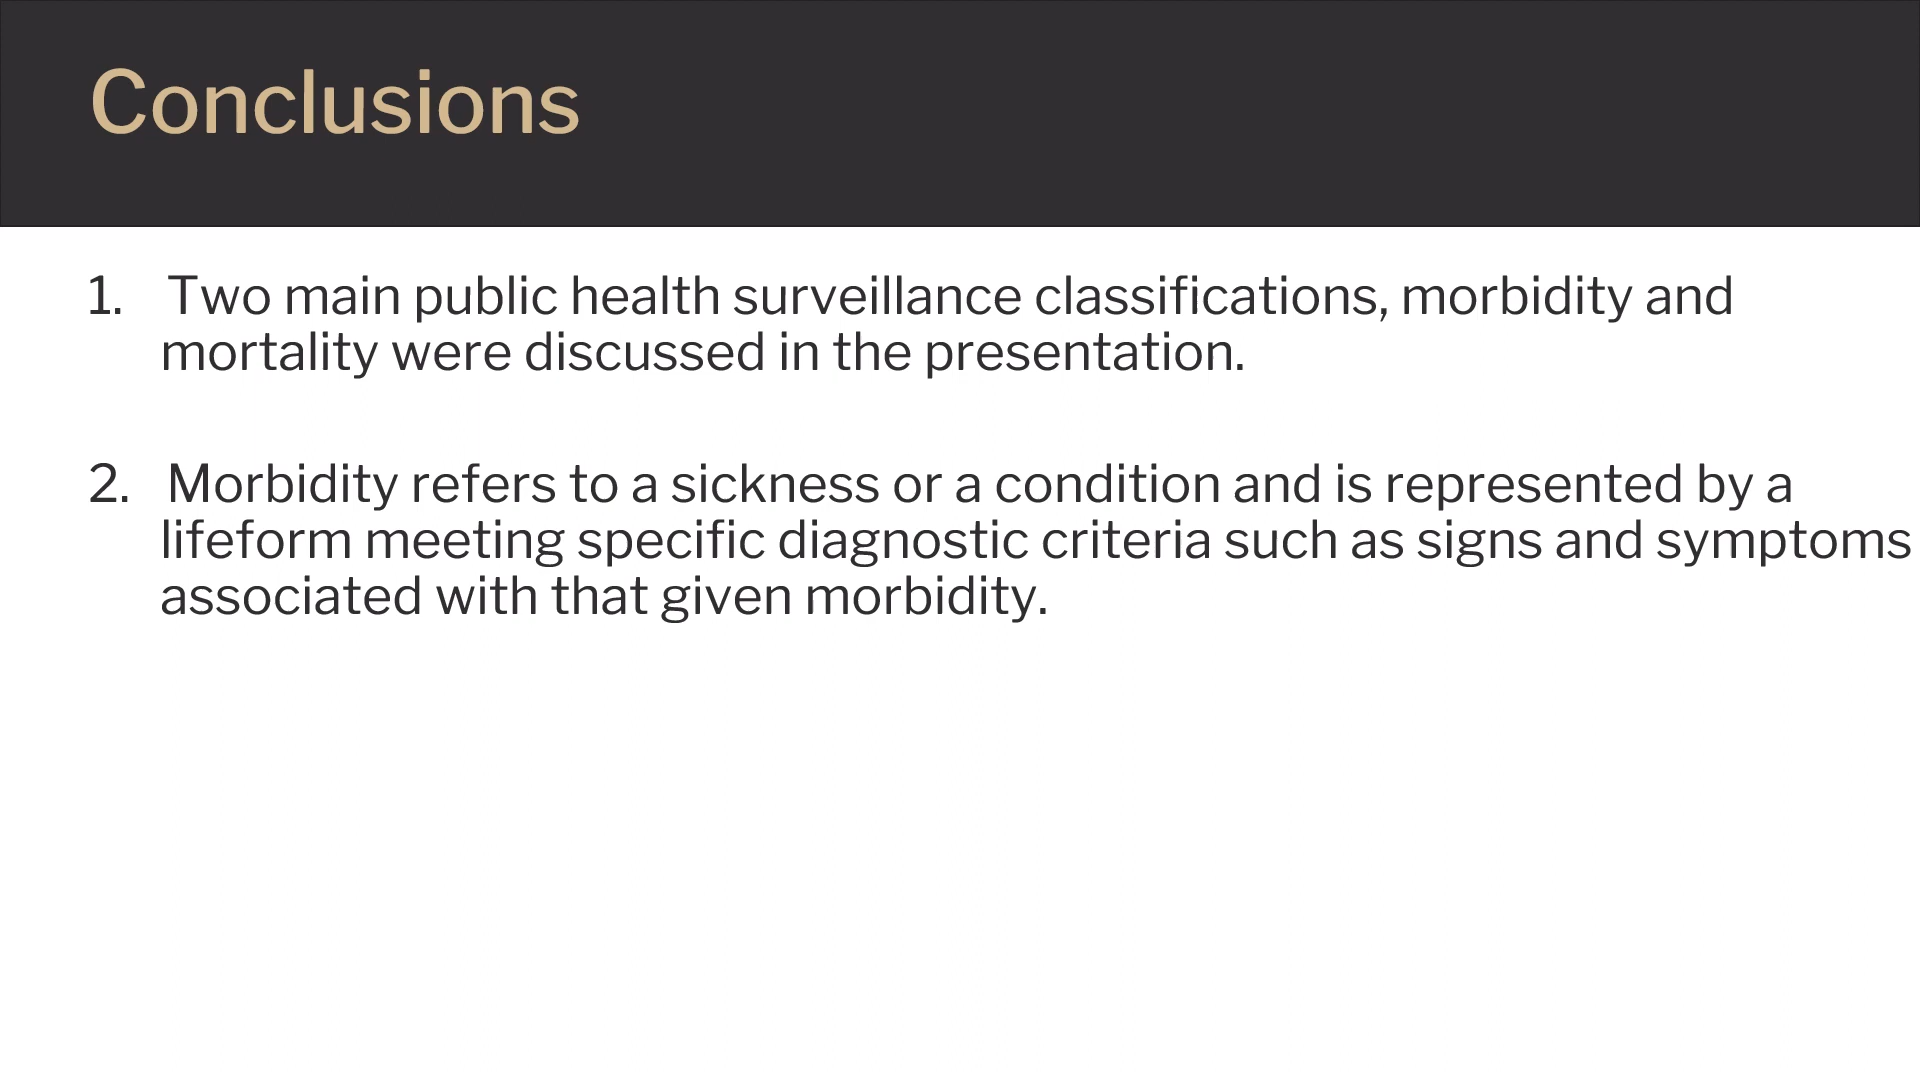 Conclusions
1. Two main public health surveillance classifications, morbidity and
mortality were discussed in the presentation.
2. Morbidity refers to a sickness or a condition and is represented by a
lifeform meeting specific diagnostic criteria such as signs and symptoms
associated with that given morbidity.